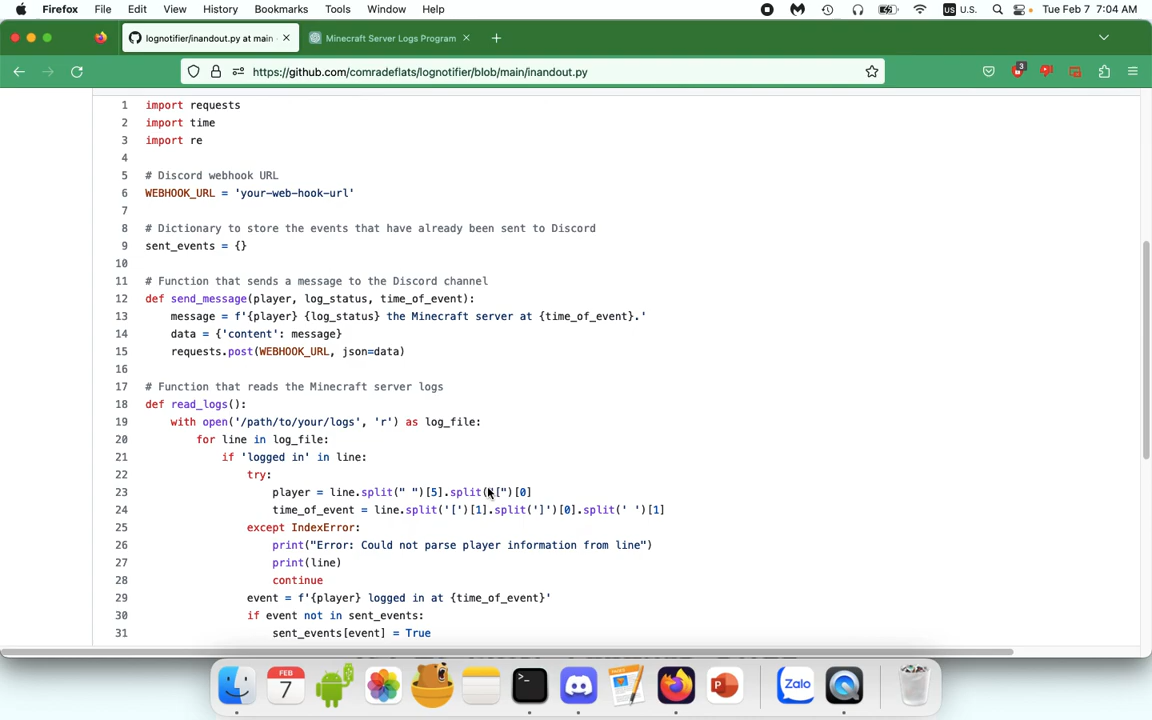 Firefox File Edit View History Bookmarks Tools Window Help
US U.S. Tue Feb 7 7:04 AM
lognotifier/inandout.py at main
Minecraft Server Logs Program
https://github.com/comradeflats/lognotifier/blob/main/inandout.py
3
1 import requests
2 import time
3 import re
4
5 # Discord webhook URL
6 WEBHOOK_URL = 'your-web-hook-url'
7
8 # Dictionary to store the events that have already been sent to Discord
9 sent_events = {}
10
11 # Function that sends a message to the Discord channel
12 def send_message(player, log_status, time_of_event):
13 message = f'{player} {log_status} the Minecraft server at {time_of_event}.'
14 data = {'content': message}
15 requests.post(WEBHOOK_URL, json=data)
16
17 # Function that reads the Minecraft server logs
18 def read_logs():
19 with open('/path/to/your/logs', 'r') as log_file:
20 for line in log_file:
21 if 'logged in' in line:
22 try:
23 player = line.split(" ")[5].split("[")[0]
24 time_of_event = line.split('[')[1].split(']')[0].split(' ')[1]
25 except IndexError:
26 print("Error: Could not parse player information from line")
27 print(line)
28 continue
29 event = f'{player} logged in at {time_of_event}'
30 if event not in sent_events:
31 sent_events[event] = True
FEB
7
>_
P
Zalo